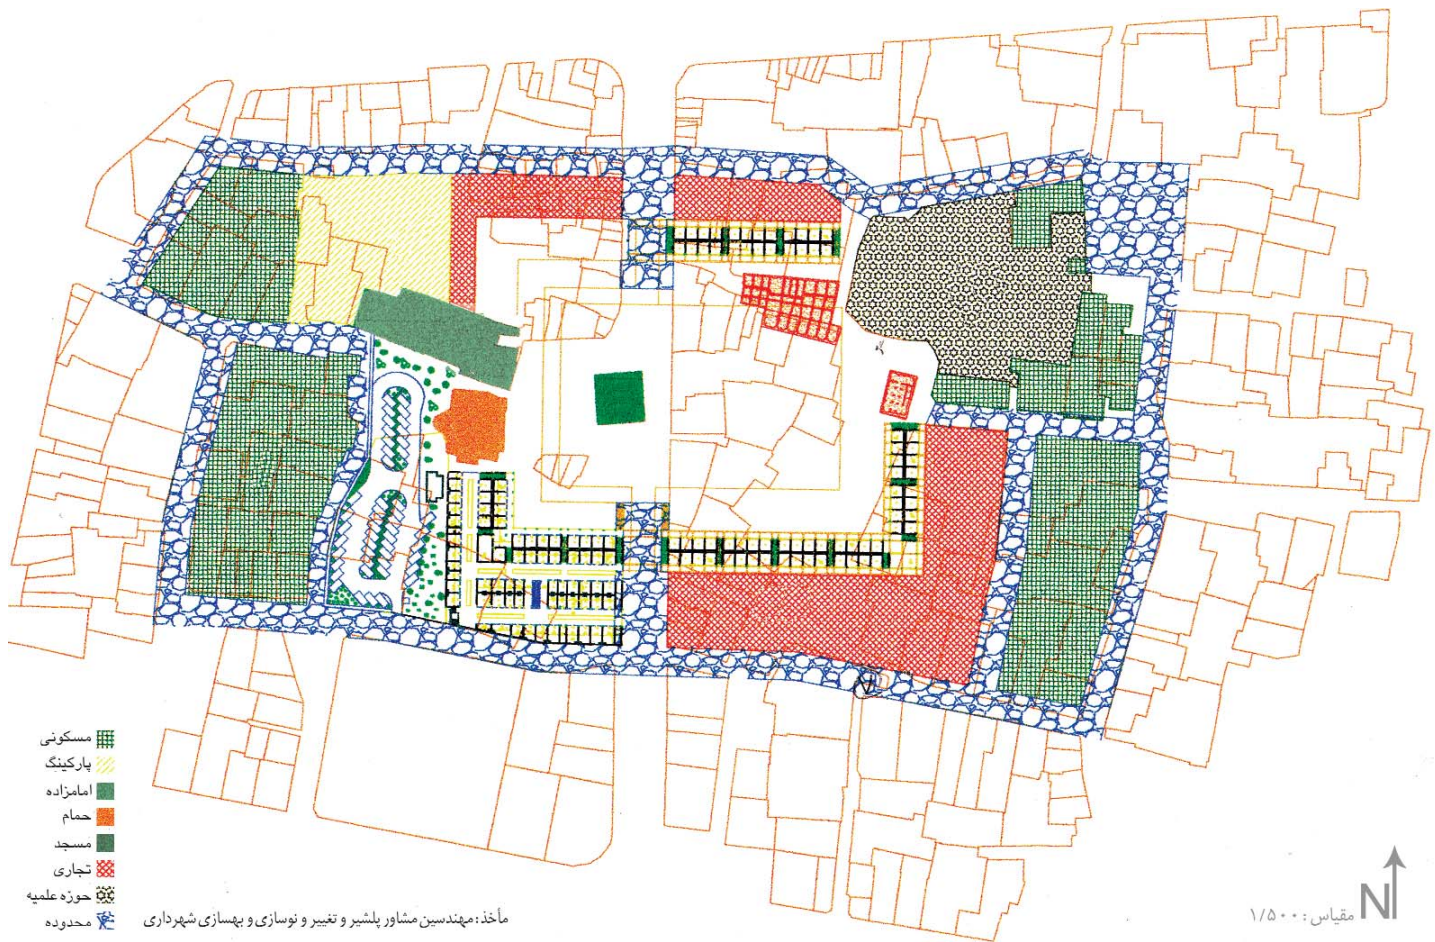 مسکونی
پارکینگ
امامزاده
حمام
مسجد
تجاری
حوزه علمیه
محدوده
مأخذ: مهندسین مشاور پلشیر و تغییر و نوسازی و بهسازی شهرداری
مقیاس: ۱/۵۰۰۰
N